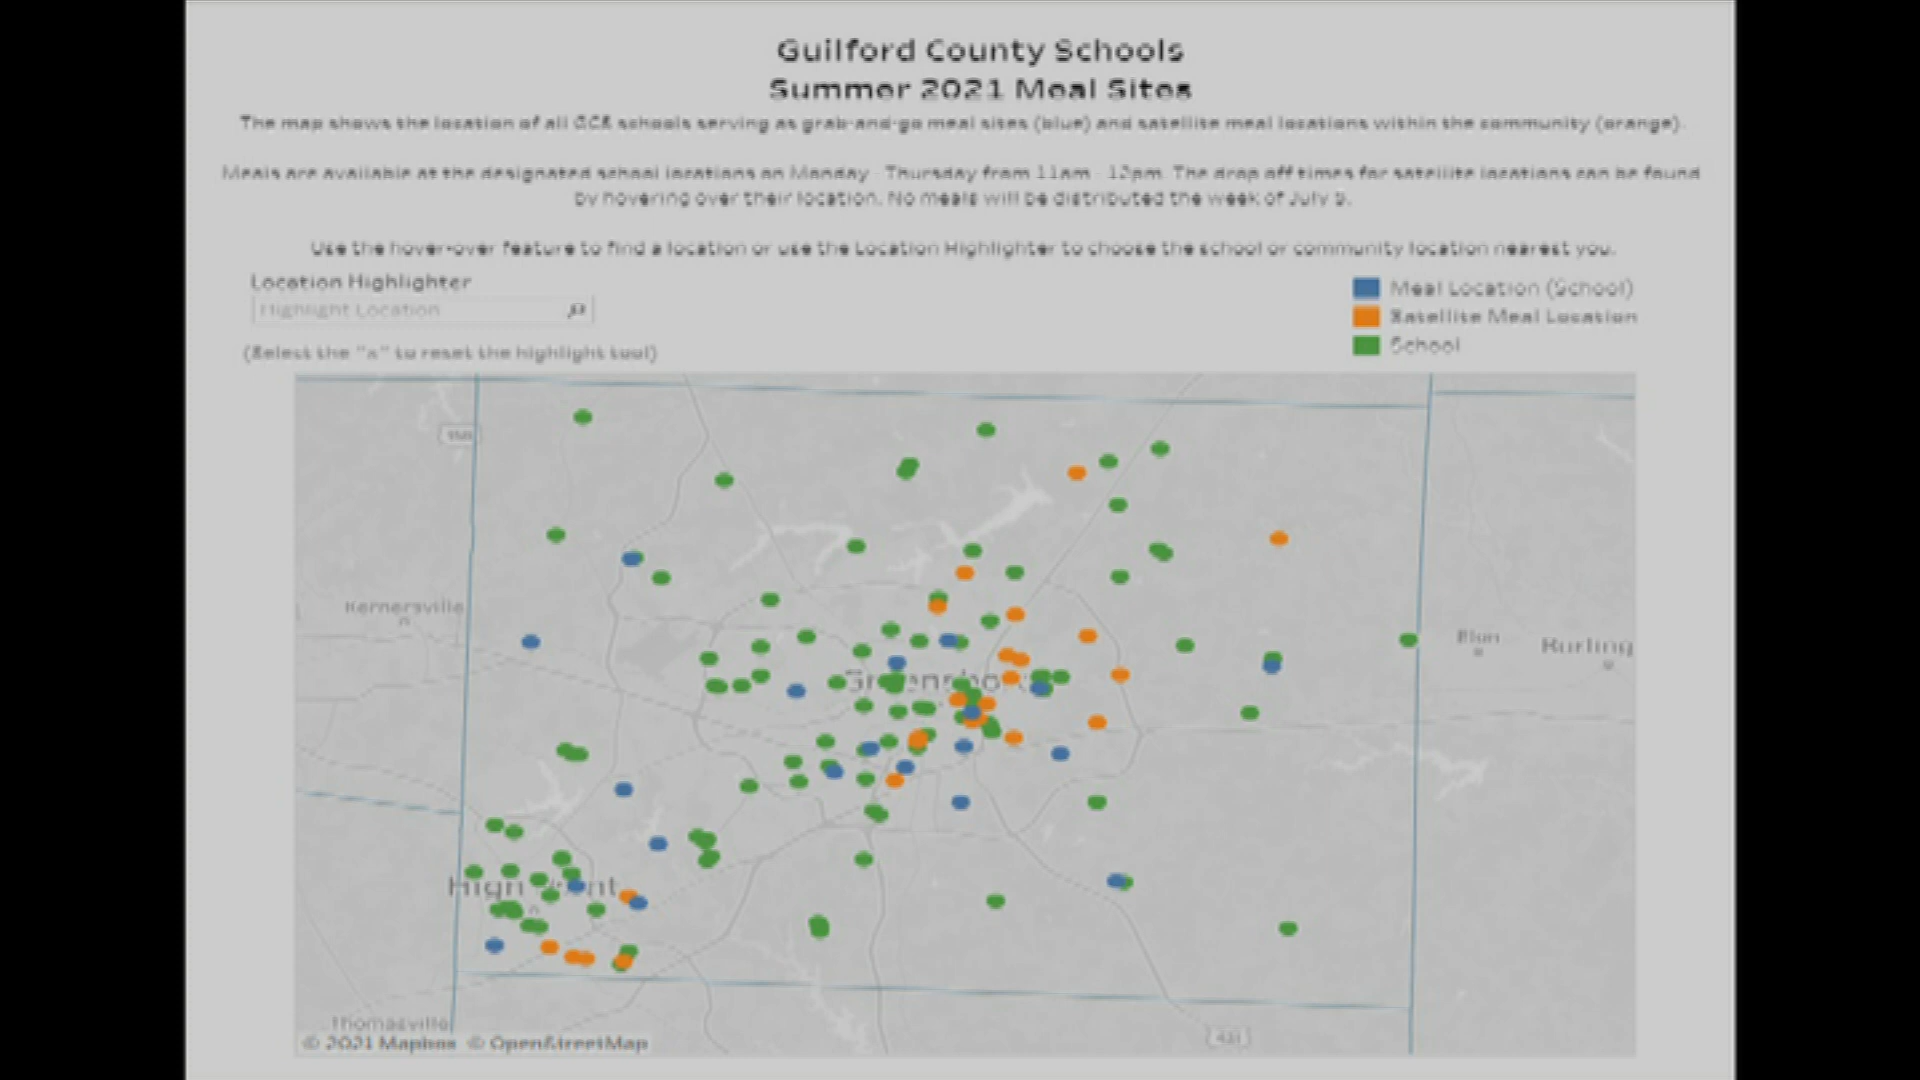 Guilford County Schools
Summer 2021 Meal Sites
The map shows the location of all GCS schools serving as grab-and-go meal sites (blue) and satellite meal locations within the community (orange).
Meals are available at the designated school locations on Monday - Thursday from 11am - 12pm. The drop off times for satellite locations can be found
by hovering over their location. No meals will be distributed the week of July 5.
Use the hover-over feature to find a location or use the Location Highlighter to choose the school or community location nearest you.
Location Highlighter
Highlight Location
(Select the "x" to reset the highlight tool)
Meal Location (School)
Satellite Meal Location
School
Kernersville
Elon
Burling
Greensboro
High Point
Thomasville
421
© 2021 Mapbox © OpenStreetMap